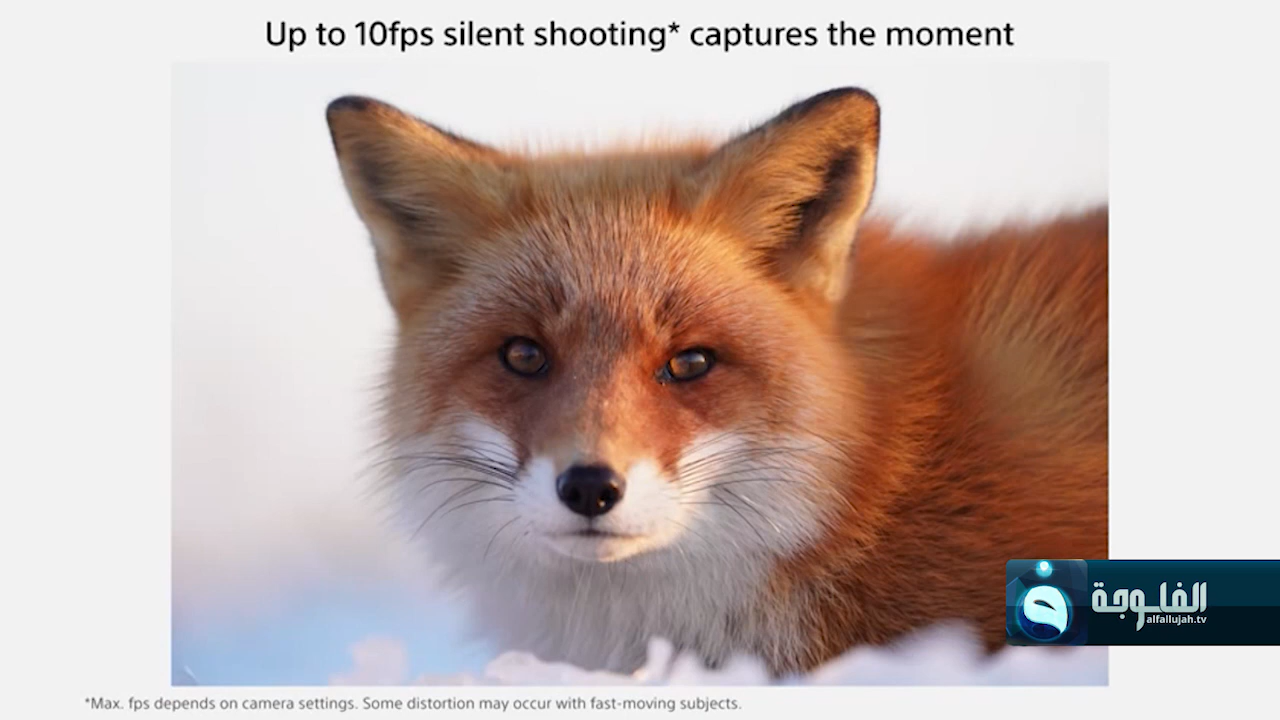 Up to 10fps silent shooting* captures the moment
الفلوجة
alfallujah.tv
*Max. fps depends on camera settings. Some distortion may occur with fast-moving subjects.